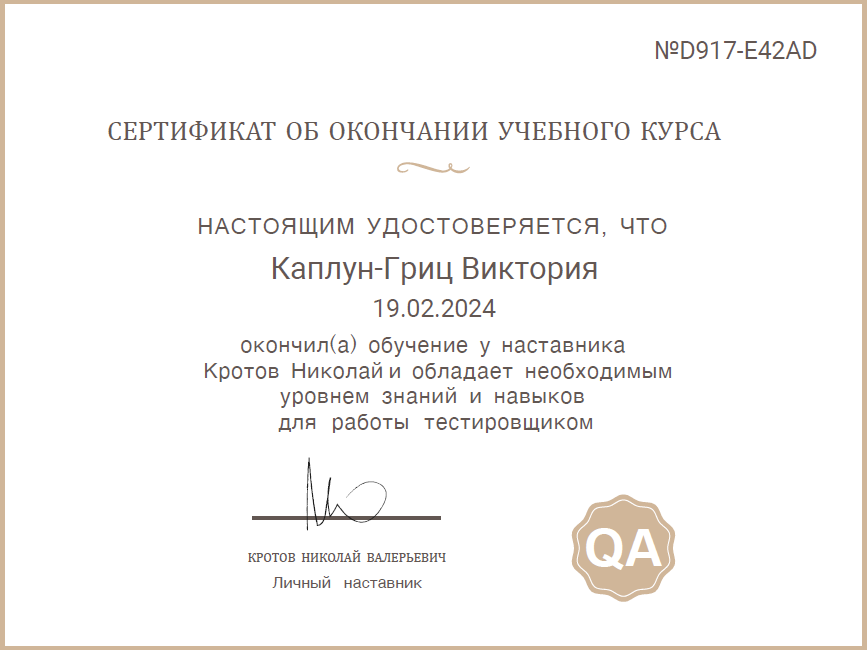 №D917-E42AD
СЕРТИФИКАТ ОБ ОКОНЧАНИИ УЧЕБНОГО КУРСА
НАСТОЯЩИМ УДОСТОВЕРЯЕТСЯ, ЧТО
Каплун-Гриц Виктория
19.02.2024
окончил(а) обучение у наставника
Кротов Николай и обладает необходимым
уровнем знаний и навыков
для работы тестировщиком
КРОТОВ НИКОЛАЙ ВАЛЕРЬЕВИЧ
Личный наставник
QA